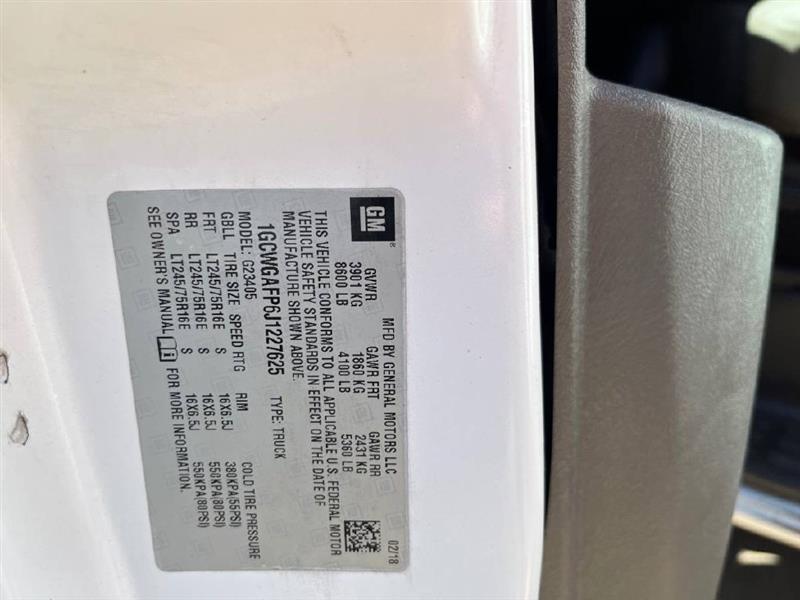 GM ®
MFD BY GENERAL MOTORS LLC 02/18
GVWR GAWR FRT GAWR RR
3901 KG 1860 KG 2431 KG
8600 LB 4100 LB 5360 LB
THIS VEHICLE CONFORMS TO ALL APPLICABLE U.S. FEDERAL MOTOR
VEHICLE SAFETY STANDARDS IN EFFECT ON THE DATE OF
MANUFACTURE SHOWN ABOVE.
1GCWGAFP6J1227625 TYPE: TRUCK
MODEL: G23405
GBLL TIRE SIZE SPEED RTG RIM COLD TIRE PRESSURE
FRT LT245/75R16E S 16X6.5J 380KPA(55PSI)
RR LT245/75R16E S 16X6.5J 550KPA(80PSI)
SPA LT245/75R16E S 16X6.5J 550KPA(80PSI)
SEE OWNER'S MANUAL FOR MORE INFORMATION.